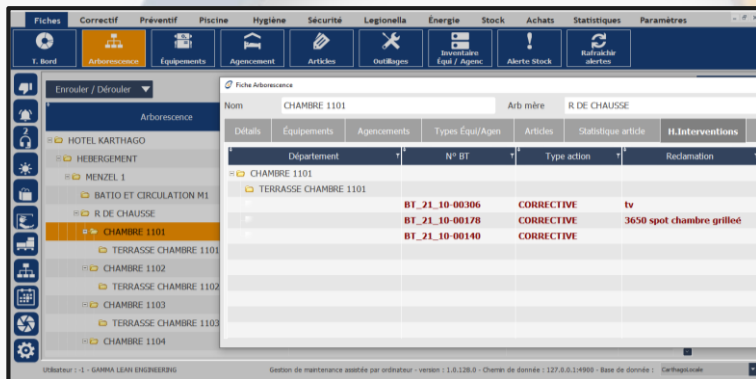 Fiches Correctif Préventif Piscine Hygiène Sécurité Legionella Énergie Stock Achats Statistiques Paramètres
T. Bord Arborescence Équipements Agencement Articles Outillages Inventaire Équi / Agenc Alerte Stock Rafraichir alertes
Enrouler / Dérouler
Fiche Arborescence
Nom CHAMBRE 1101 Arb mère R DE CHAUSSE
Arborescence
Détails Équipements Agencements Types Équi/Agen Articles Statistique article H.Interventions
2
HOTEL KARTHAGO
Département N° BT Type action Reclamation
HEBERGEMENT
CHAMBRE 1101
MENZEL 1
TERRASSE CHAMBRE 1101
BATIO ET CIRCULATION M1
BT_21_10-00306 CORRECTIVE tv
R DE CHAUSSE
BT_21_10-00178 CORRECTIVE 3650 spot chambre grilleé
CHAMBRE 1101
BT_21_10-00140 CORRECTIVE
TERRASSE CHAMBRE 1101
CHAMBRE 1102
TERRASSE CHAMBRE 1102
CHAMBRE 1103
TERRASSE CHAMBRE 1103
CHAMBRE 1104
Utilisateur : -1 - GAMMA LEAN ENGINEERING Gestion de maintenance assistée par ordinateur - version : 1.0.128.0 - Chemin de donnée : 127.0.0.1:4900 - Base de donnée : CarthagoLocale